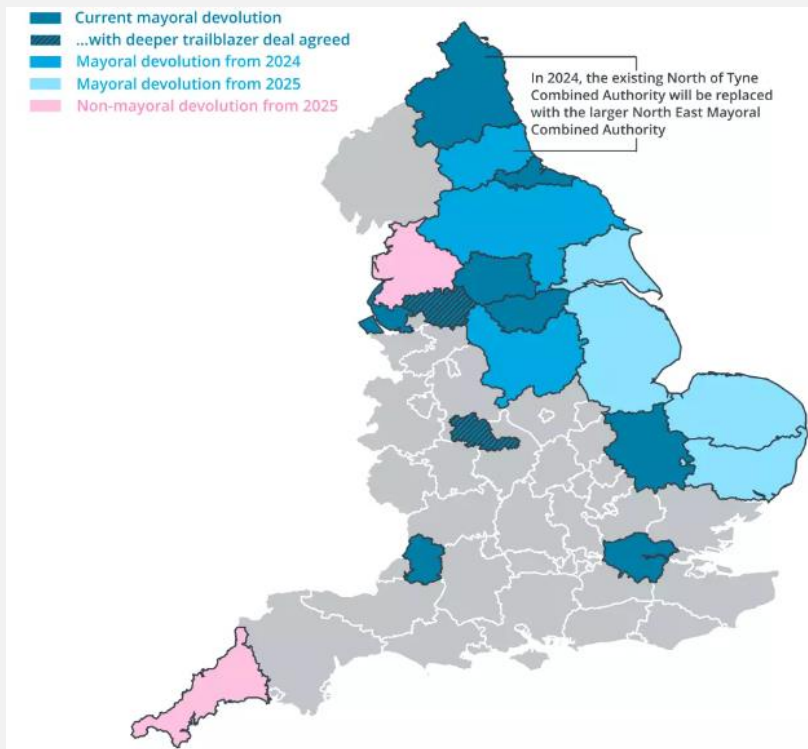 Current mayoral devolution
...with deeper trailblazer deal agreed
Mayoral devolution from 2024
Mayoral devolution from 2025
Non-mayoral devolution from 2025
In 2024, the existing North of Tyne
Combined Authority will be replaced
with the larger North East Mayoral
Combined Authority